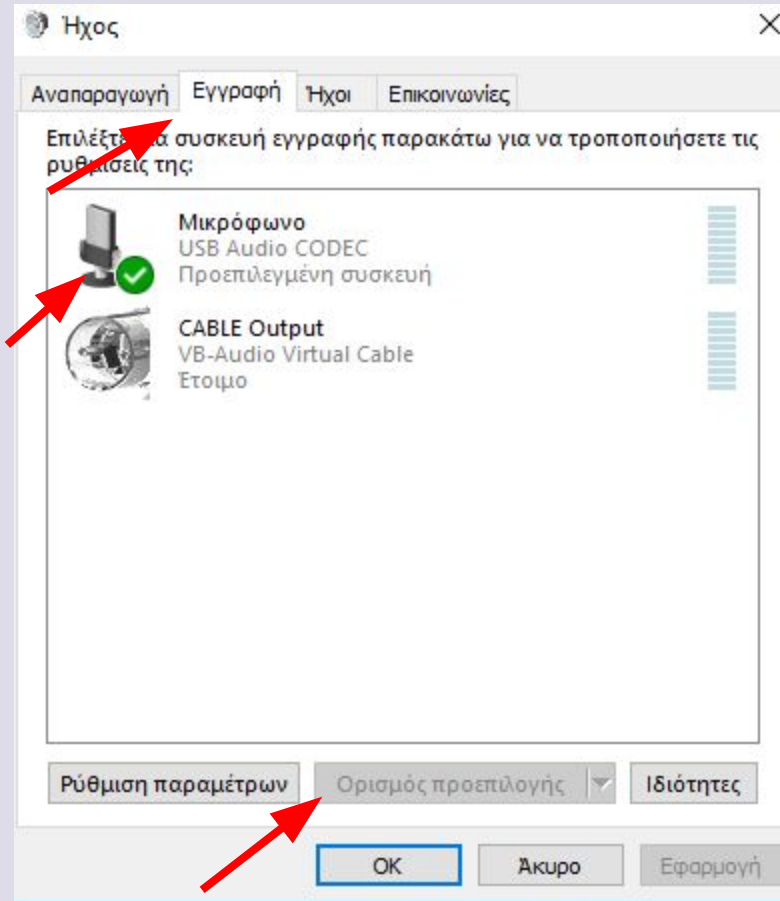 Ήχος
Αναπαραγωγή Εγγραφή Ήχοι Επικοινωνίες
Επιλέξτε συσκευή εγγραφής παρακάτω για να τροποποιήσετε τις
ρυθμίσεις της:
Μικρόφωνο
USB Audio CODEC
Προεπιλεγμένη συσκευή
CABLE Output
VB-Audio Virtual Cable
Έτοιμο
Ρύθμιση παραμέτρων Ορισμός προεπιλογής Ιδιότητες
OK Άκυρο Εφαρμογή